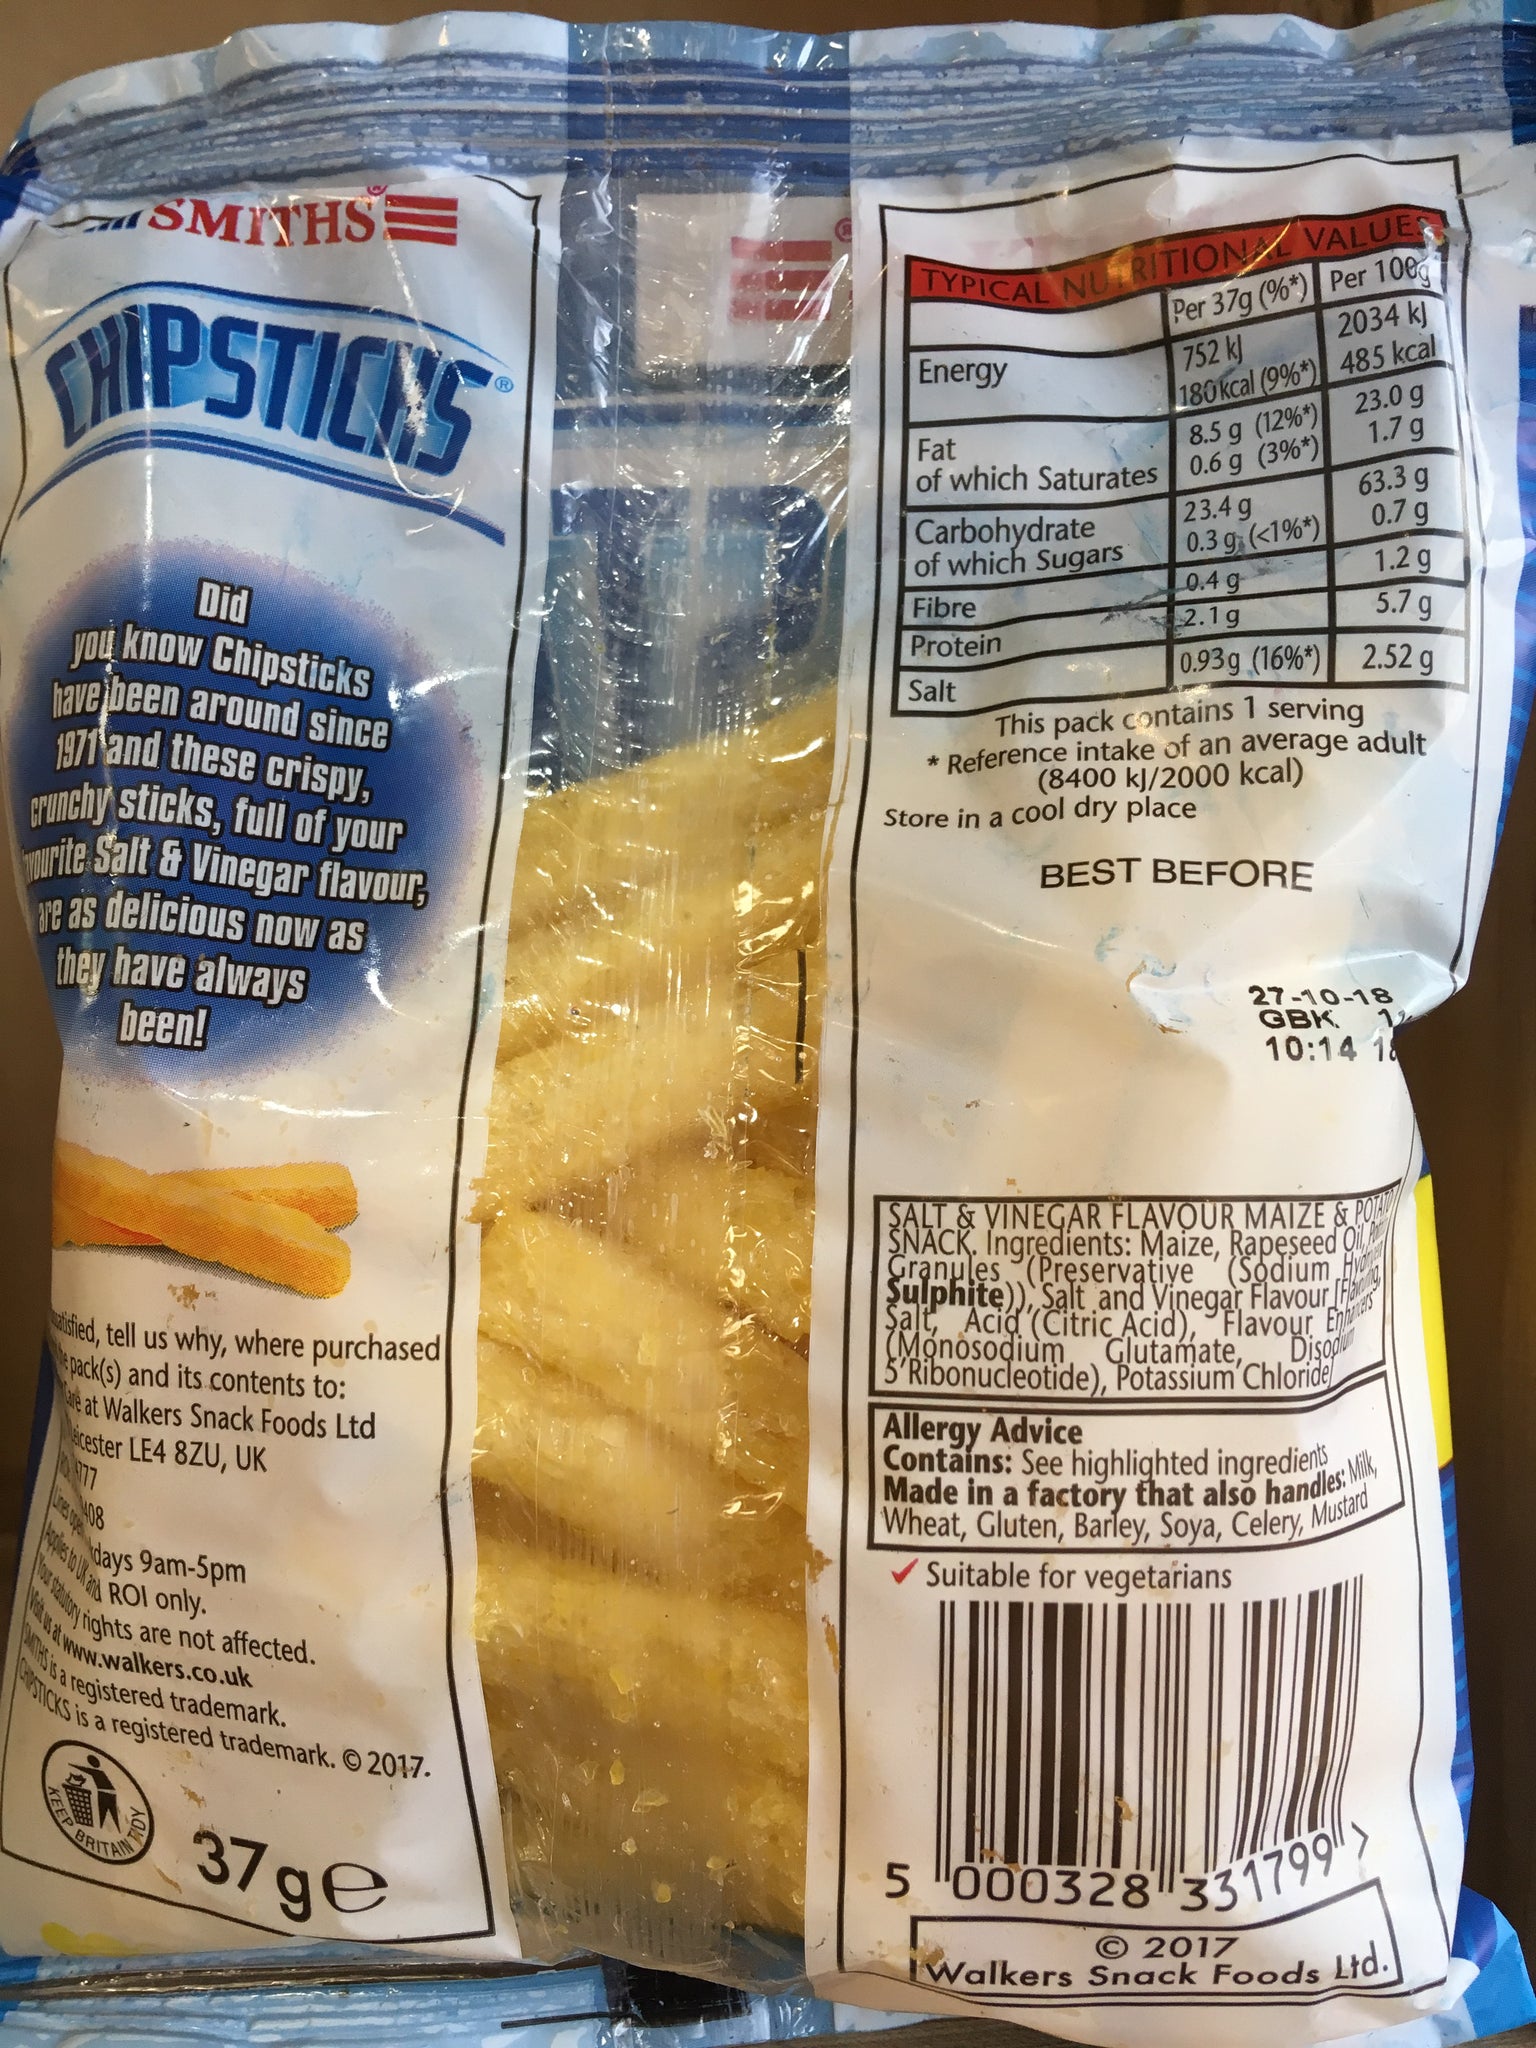 SMITHS®
CHIPSTICKS®
Did
you know Chipsticks
have been around since
1971 and these crispy,
crunchy sticks, full of your
Salt & Vinegar flavour,
are as delicious now as
they have always
been!
tell us why, where purchased
pack(s) and its contents to:
Care at Walkers Snack Foods Ltd
LE4 8ZU, UK
Lines open 9am-5pm
Applies to UK and ROI only.
Your statutory rights are not affected.
Visit us at www.walkers.co.uk
SMITHS is a registered trademark.
CHIPSTICKS is a registered trademark. © 2017.
KEEP BRITAIN TIDY
37g e
®
TYPICAL NUTRITIONAL VALUES
Per 37g (%*) Per 100g
Energy 752 kJ 2034 kJ
180kcal (9%*) 485 kcal
Fat 8.5 g (12%*) 23.0 g
of which Saturates 0.6 g (3%*) 1.7 g
Carbohydrate 23.4 g 63.3 g
of which Sugars 0.3 g (<1%*) 0.7 g
Fibre 0.4 g 1.2 g
Protein 2.1 g 5.7 g
Salt 0.93g (16%*) 2.52 g
This pack contains 1 serving
* Reference intake of an average adult
(8400 kJ/2000 kcal)
Store in a cool dry place
BEST BEFORE
27-10-18
GBK
10:14
SALT & VINEGAR FLAVOUR MAIZE & POTATO
SNACK. Ingredients: Maize, Rapeseed Oil, Potato
Granules (Preservative (Sodium Hydrogen
Sulphite)), Salt and Vinegar Flavour [Flavouring,
Salt, Acid (Citric Acid), Flavour Enhancers
(Monosodium Glutamate, Disodium
5'Ribonucleotide), Potassium Chloride]
Allergy Advice
Contains: See highlighted ingredients
Made in a factory that also handles: Milk,
Wheat, Gluten, Barley, Soya, Celery, Mustard
✓ Suitable for vegetarians
5 000328 331799 >
© 2017
Walkers Snack Foods Ltd.